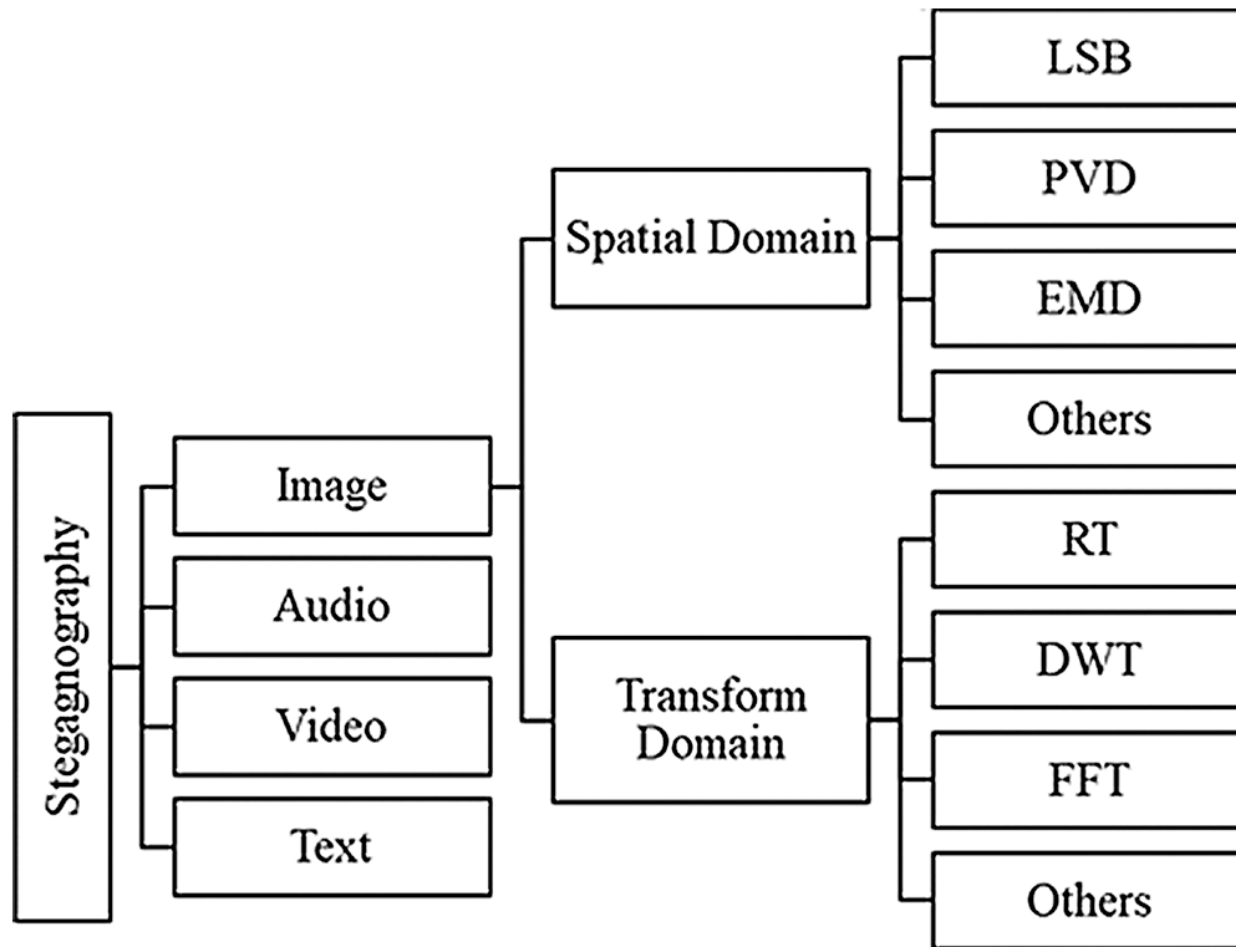 Stegagnography
Image
Audio
Video
Text
Spatial Domain
Transform
Domain
LSB
PVD
EMD
Others
RT
DWT
FFT
Others